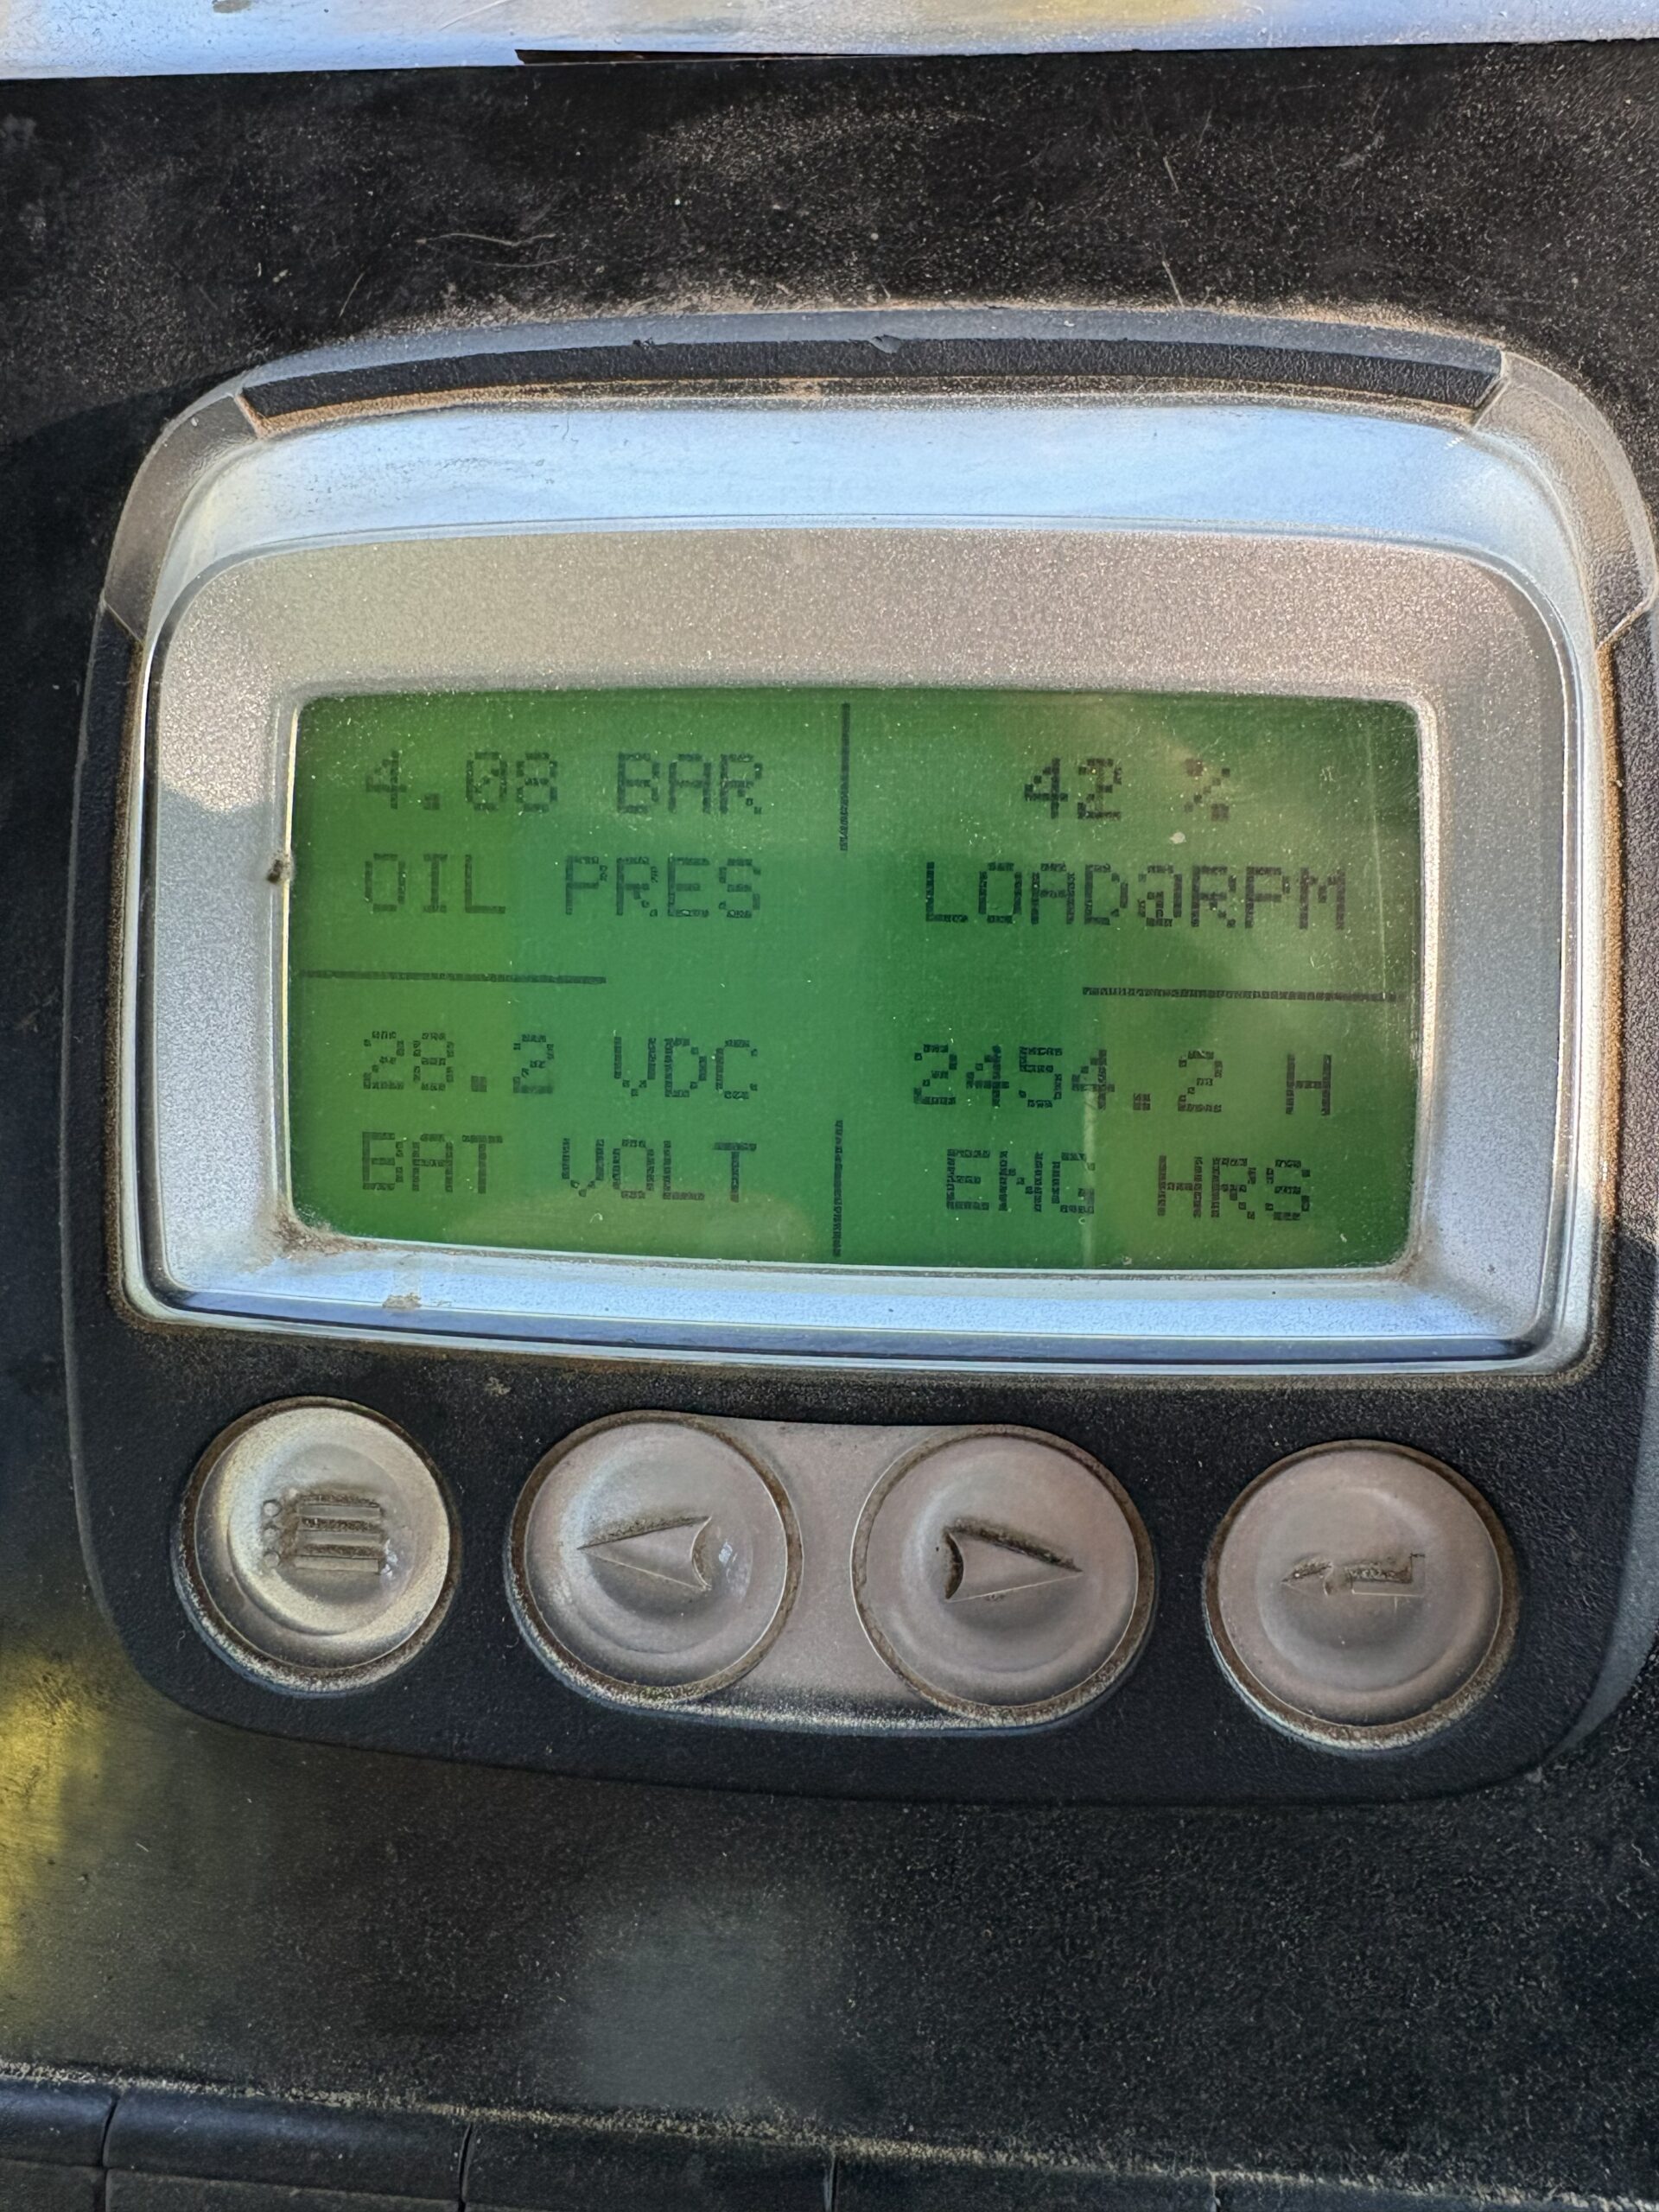 4.08 BAR
OIL PRES
42 %
LOAD@RPM
28.2 VDC
BAT VOLT
2454.2 H
ENG HRS